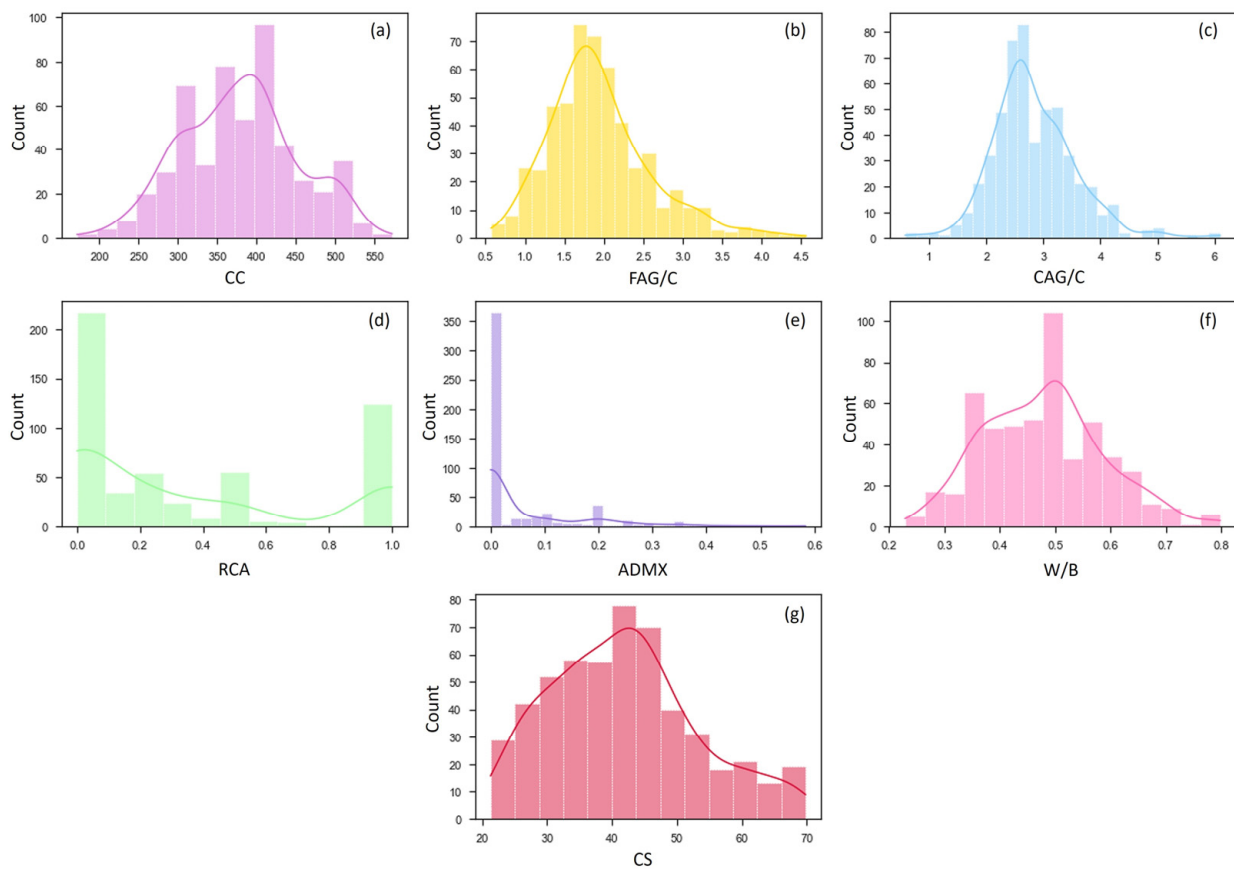 (a)
100
80
60
40
20
0
Count
200 250 300 350 400 450 500 550
CC
(b)
70
60
50
40
30
20
10
0
Count
0.5 1.0 1.5 2.0 2.5 3.0 3.5 4.0 4.5
FAG/C
(c)
80
70
60
50
40
30
20
10
0
Count
1 2 3 4 5 6
CAG/C
(d)
200
150
100
50
0
Count
0.0 0.2 0.4 0.6 0.8 1.0
RCA
(e)
350
300
250
200
150
100
50
0
Count
0.0 0.1 0.2 0.3 0.4 0.5 0.6
ADMX
(f)
100
80
60
40
20
0
Count
0.2 0.3 0.4 0.5 0.6 0.7 0.8
W/B
(g)
80
70
60
50
40
30
20
10
0
Count
20 30 40 50 60 70
CS